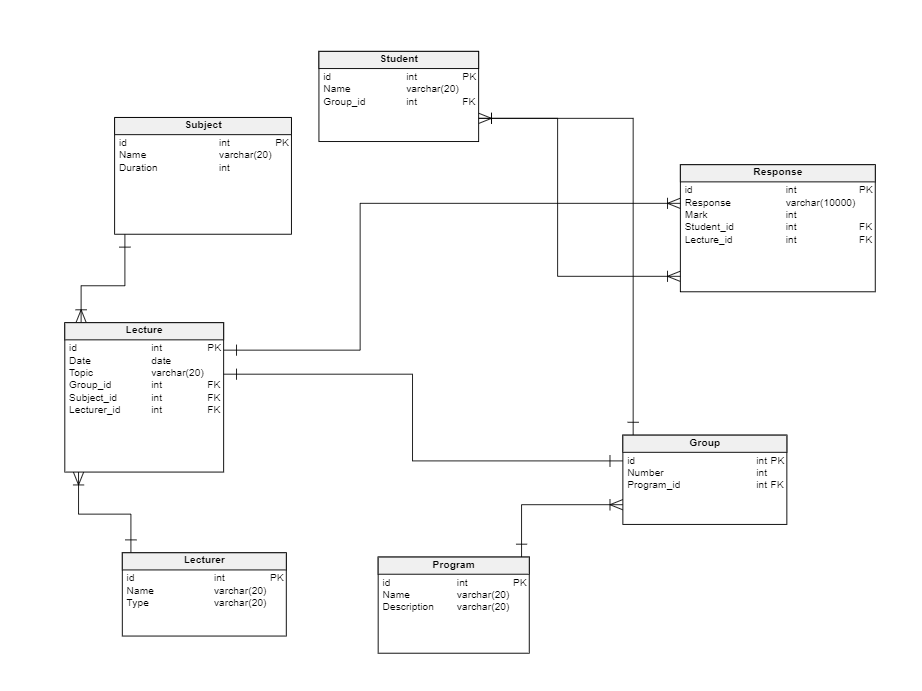 Student
id int PK
Name varchar(20)
Group_id int FK
Subject
id int PK
Name varchar(20)
Duration int
Response
id int PK
Response varchar(10000)
Mark int
Student_id int FK
Lecture_id int FK
Lecture
id int PK
Date date
Topic varchar(20)
Group_id int FK
Subject_id int FK
Lecturer_id int FK
Group
id int PK
Number int
Program_id int FK
Lecturer
id int PK
Name varchar(20)
Type varchar(20)
Program
id int PK
Name varchar(20)
Description varchar(20)